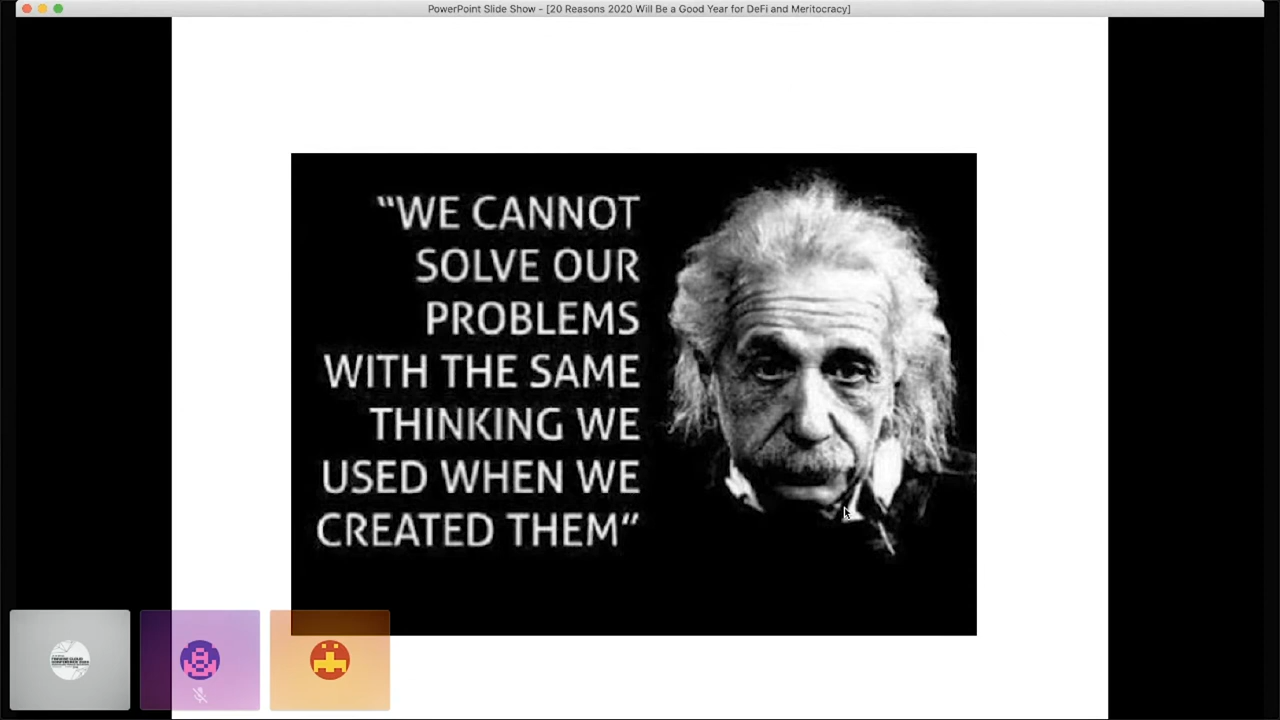 PowerPoint Slide Show - [20 Reasons 2020 Will Be a Good Year for DeFi and Meritocracy]
“WE CANNOT
SOLVE OUR
PROBLEMS
WITH THE SAME
THINKING WE
USED WHEN WE
CREATED THEM”